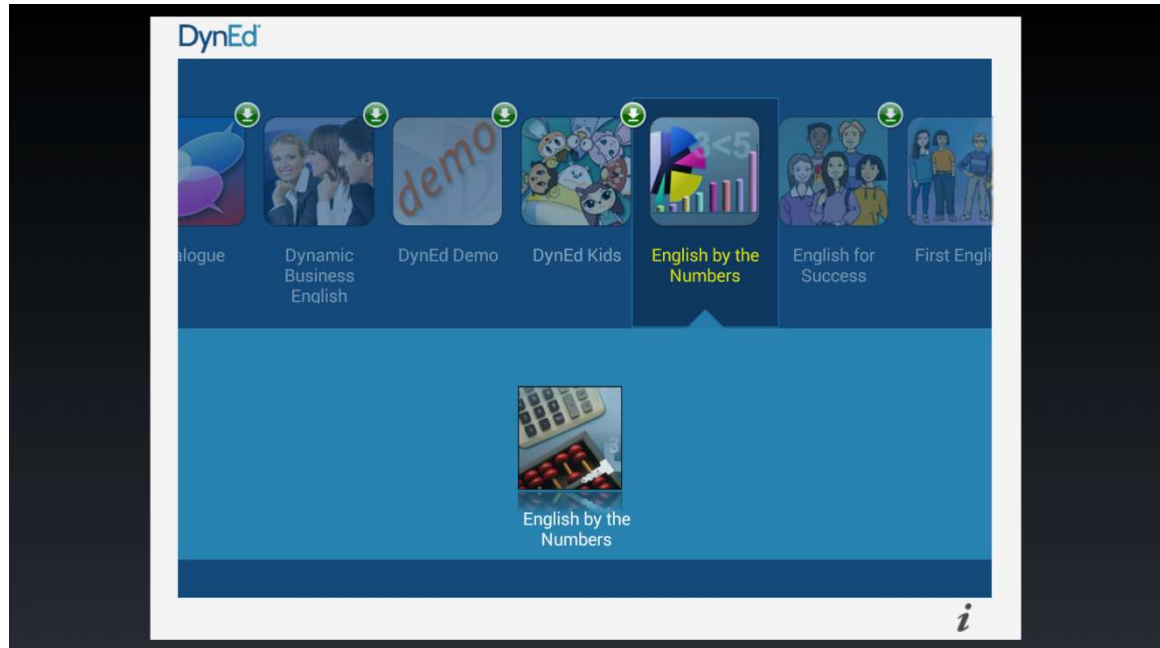 DynEd
demo
3<5
alogue
Dynamic
Business
English
DynEd Demo
DynEd Kids
English by the
Numbers
English for
Success
First Engli
English by the
Numbers
i